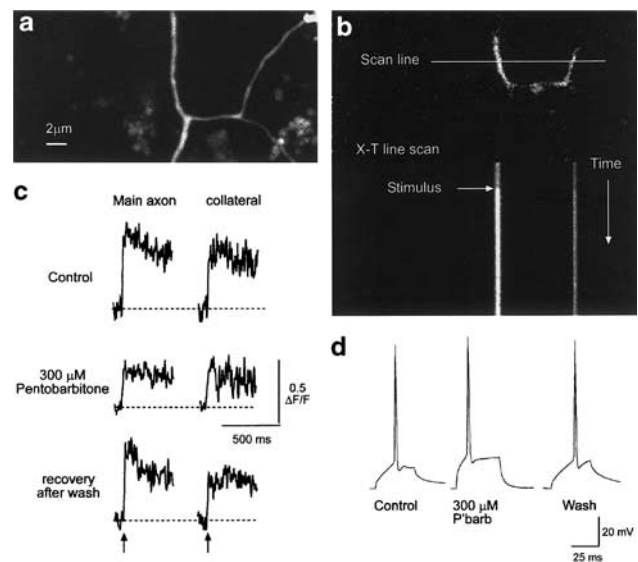 a
2µm
b
Scan line
X-T line scan
Stimulus
Time
c
Main axon collateral
Control
300 µM
Pentobarbitone
0.5
ΔF/F
500 ms
recovery
after wash
d
Control
300 µM
P'barb
Wash
20 mV
25 ms